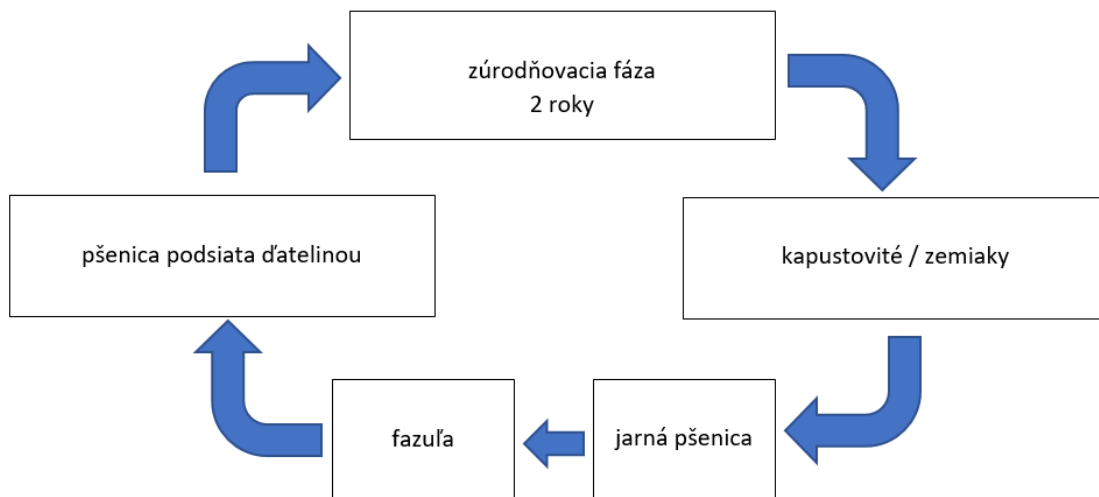 zúrodňovacia fáza
2 roky
kapustovité / zemiaky
jarná pšenica
fazuľa
pšenica podsiata ďatelinou